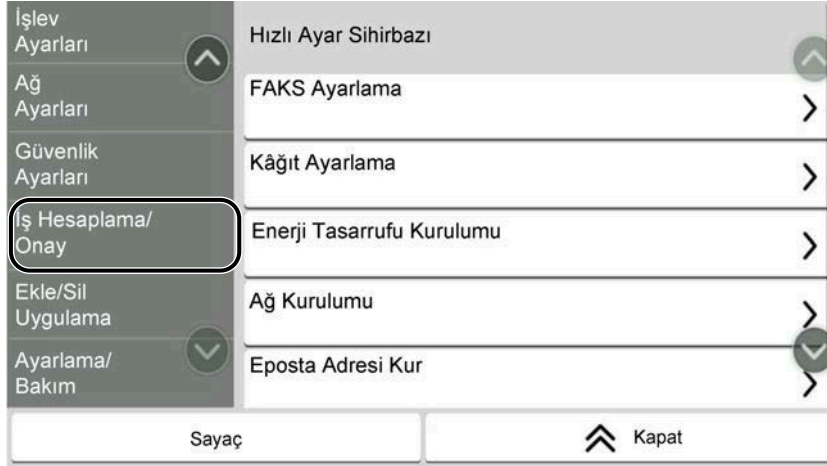 İşlev
Ayarları
Ağ
Ayarları
Güvenlik
Ayarları
İş Hesaplama/
Onay
Ekle/Sil
Uygulama
Ayarlama/
Bakım
Hızlı Ayar Sihirbazı
FAKS Ayarlama
Kâğıt Ayarlama
Enerji Tasarrufu Kurulumu
Ağ Kurulumu
Eposta Adresi Kur
Sayaç
Kapat